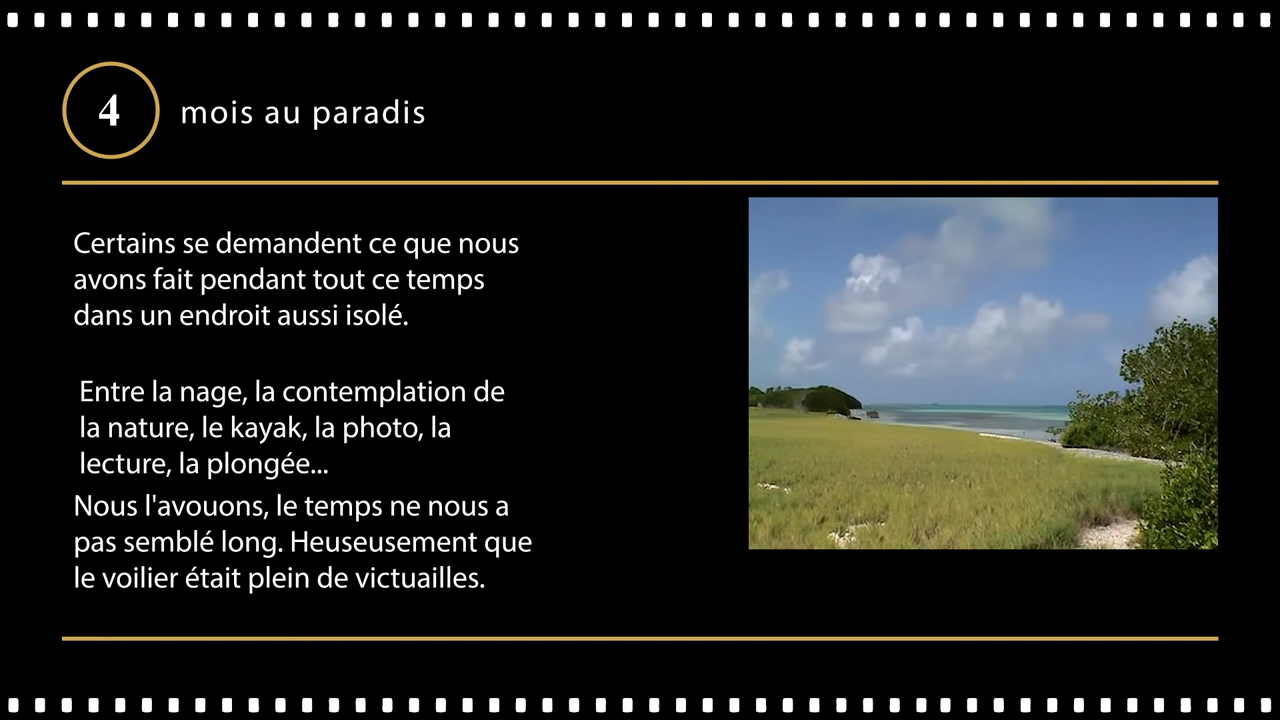 4 mois au paradis
Certains se demandent ce que nous
avons fait pendant tout ce temps
dans un endroit aussi isolé.
Entre la nage, la contemplation de
la nature, le kayak, la photo, la
lecture, la plongée...
Nous l'avouons, le temps ne nous a
pas semblé long. Heuseusement que
le voilier était plein de victuailles.